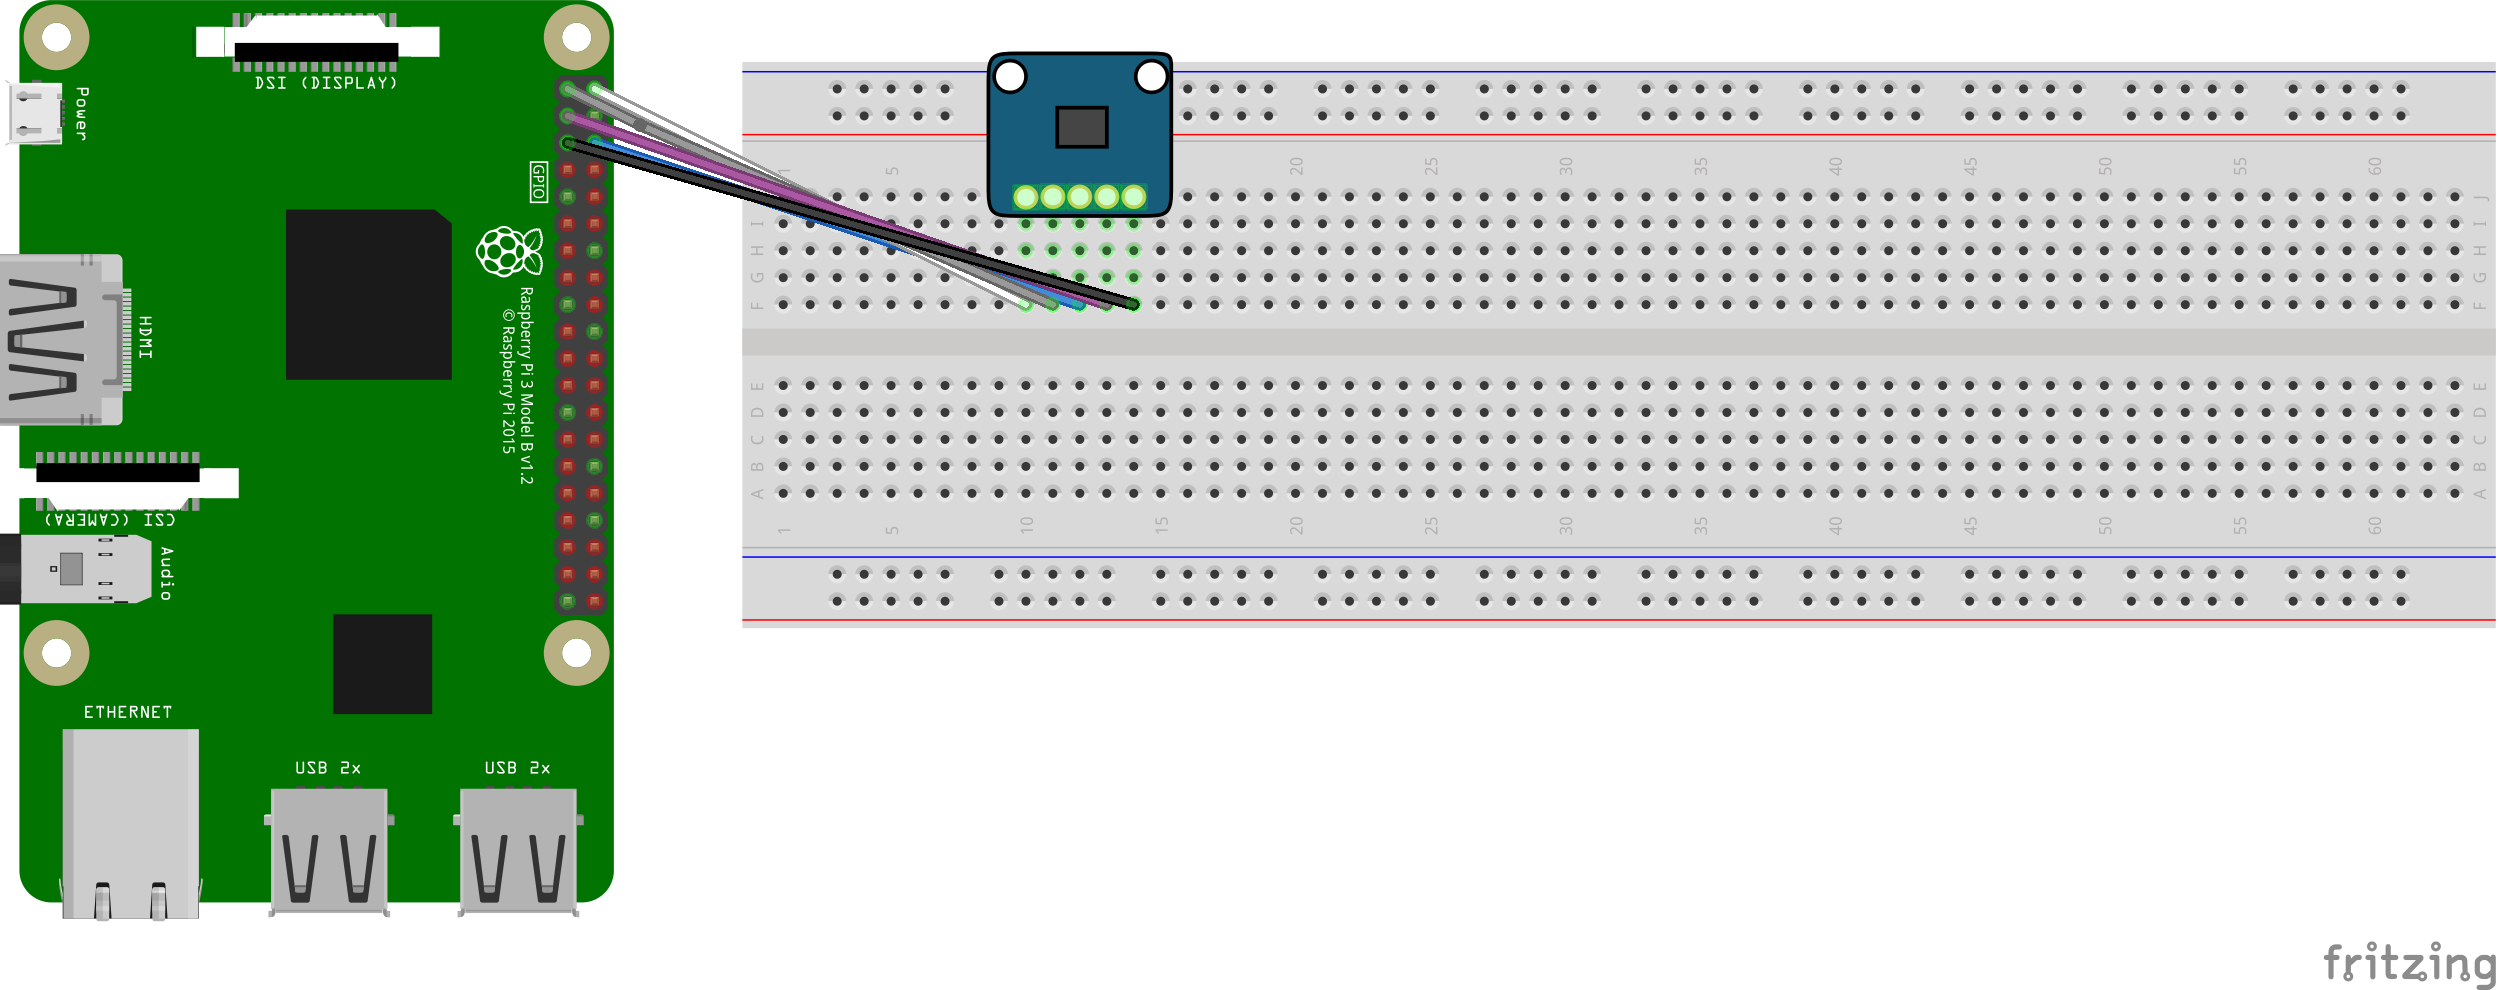 DSI (DISPLAY)
Power
GPIO
HDMI
Raspberry Pi 3 Model B v1.2
© Raspberry Pi 2015
CSI (CAMERA)
Audio
ETHERNET
USB 2x
USB 2x
1 5 20 25 30 35 40 45 50 55 60
J
I I
H H
G G
F F
E E
D D
C C
B B
A A
1 5 10 15 20 25 30 35 40 45 50 55 60
fritzing